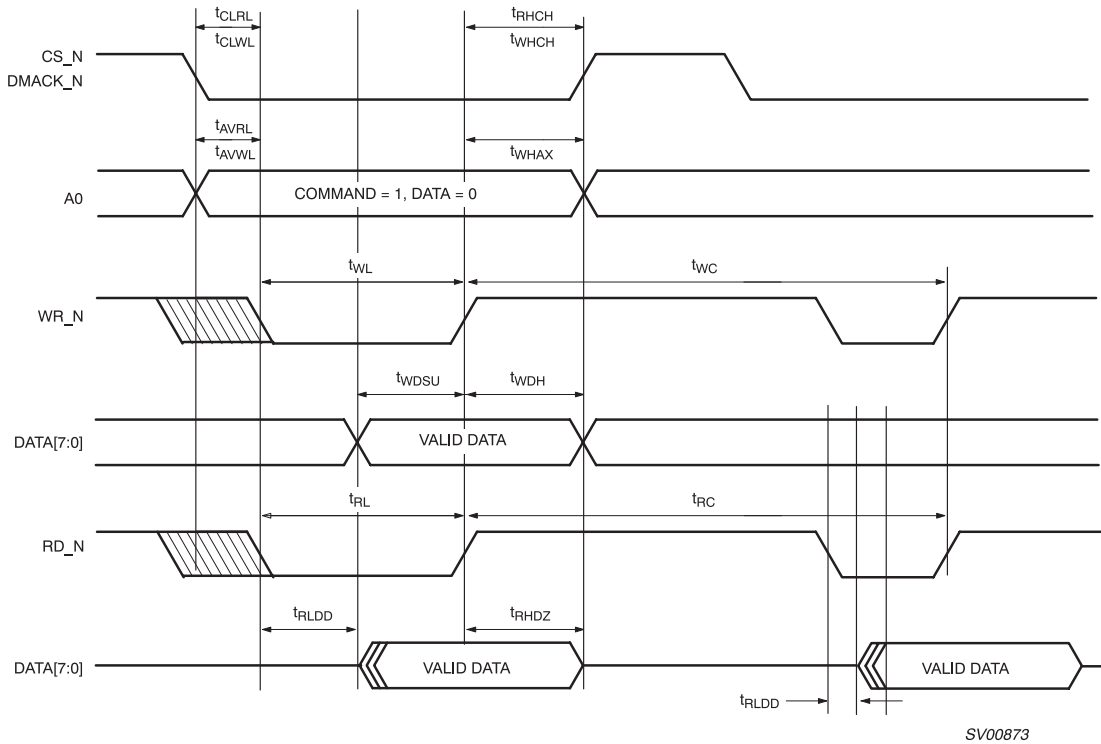 tCLRL
tCLWL
tRHCH
tWHCH
CS_N
DMACK_N
tAVRL
tAVWL
tWHAX
A0
COMMAND = 1, DATA = 0
tWL
tWC
WR_N
tWDSU
tWDH
DATA[7:0]
VALID DATA
tRL
tRC
RD_N
tRLDD
tRHDZ
DATA[7:0]
VALID DATA
VALID DATA
tRLDD
SV00873